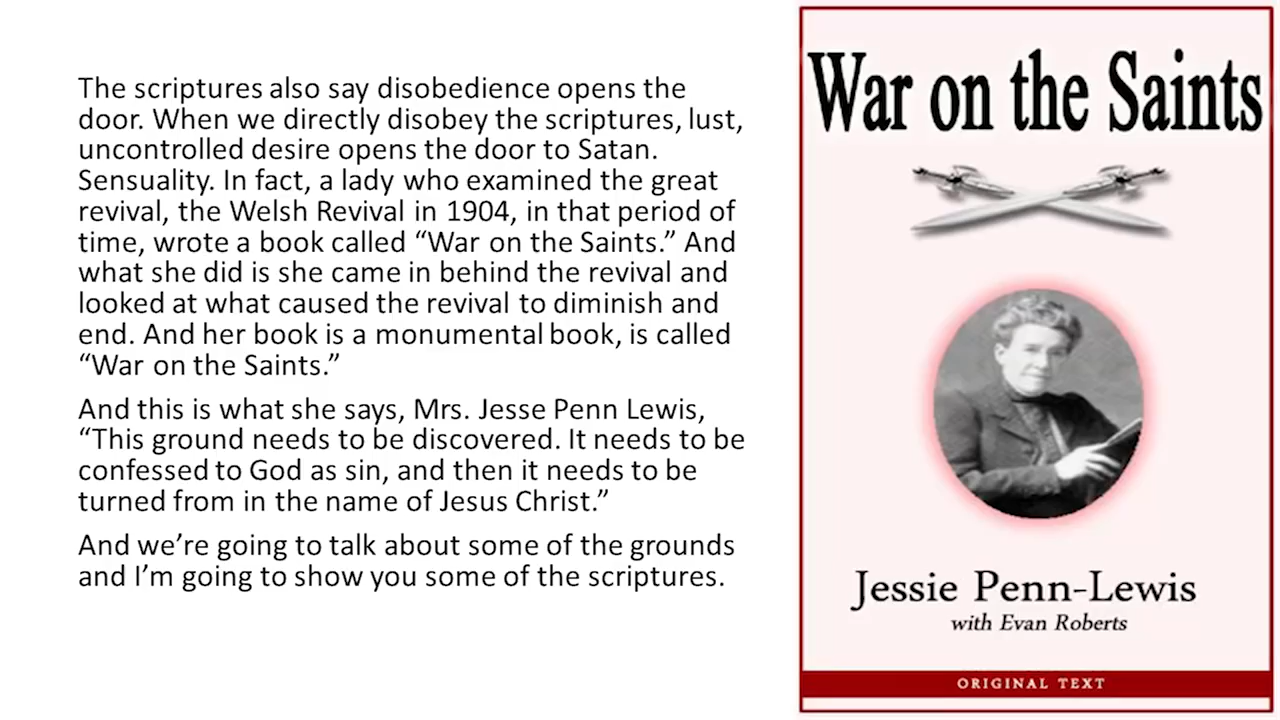 The scriptures also say disobedience opens the
door. When we directly disobey the scriptures, lust,
uncontrolled desire opens the door to Satan.
Sensuality. In fact, a lady who examined the great
revival, the Welsh Revival in 1904, in that period of
time, wrote a book called “War on the Saints.” And
what she did is she came in behind the revival and
looked at what caused the revival to diminish and
end. And her book is a monumental book, is called
“War on the Saints.”
And this is what she says, Mrs. Jesse Penn Lewis,
“This ground needs to be discovered. It needs to be
confessed to God as sin, and then it needs to be
turned from in the name of Jesus Christ.”
And we’re going to talk about some of the grounds
and I’m going to show you some of the scriptures.
War on the Saints
Jessie Penn-Lewis
with Evan Roberts
ORIGINAL TEXT